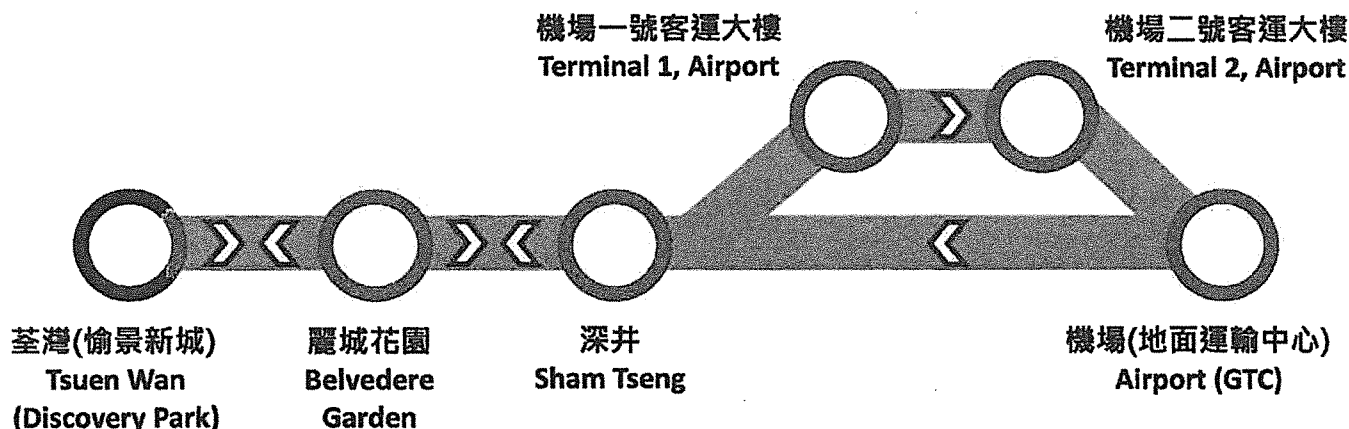 機場一號客運大樓
Terminal 1, Airport
機場二號客運大樓
Terminal 2, Airport
荃灣(愉景新城)
Tsuen Wan
(Discovery Park)
麗城花園
Belvedere
Garden
深井
Sham Tseng
機場(地面運輸中心)
Airport (GTC)